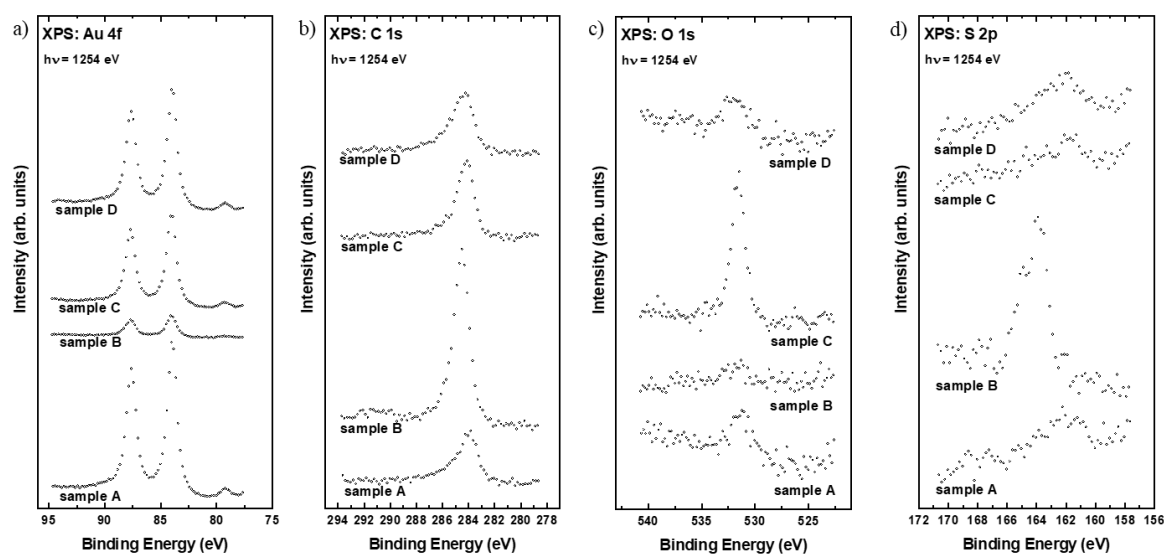 a)
XPS: Au 4f
hν = 1254 eV
Intensity (arb. units)
sample D
sample C
sample B
sample A
95 90 85 80 75
Binding Energy (eV)
b)
XPS: C 1s
hν = 1254 eV
Intensity (arb. units)
sample D
sample C
sample B
sample A
294 292 290 288 286 284 282 280 278
Binding Energy (eV)
c)
XPS: O 1s
hν = 1254 eV
Intensity (arb. units)
sample D
sample C
sample B
sample A
540 535 530 525
Binding Energy (eV)
d)
XPS: S 2p
hν = 1254 eV
Intensity (arb. units)
sample D
sample C
sample B
sample A
172 170 168 166 164 162 160 158 156
Binding Energy (eV)